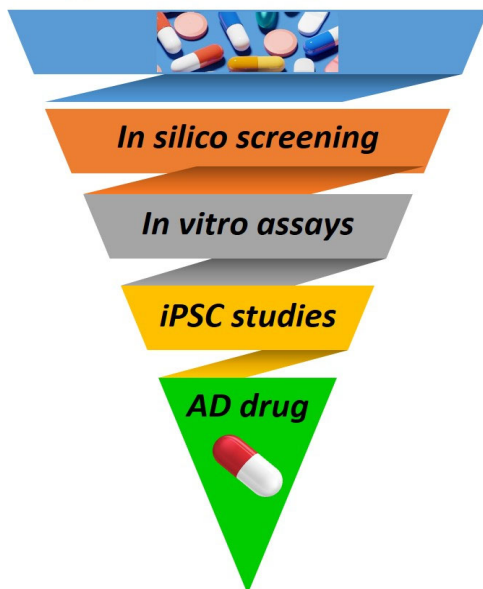 In silico screening
In vitro assays
iPSC studies
AD drug